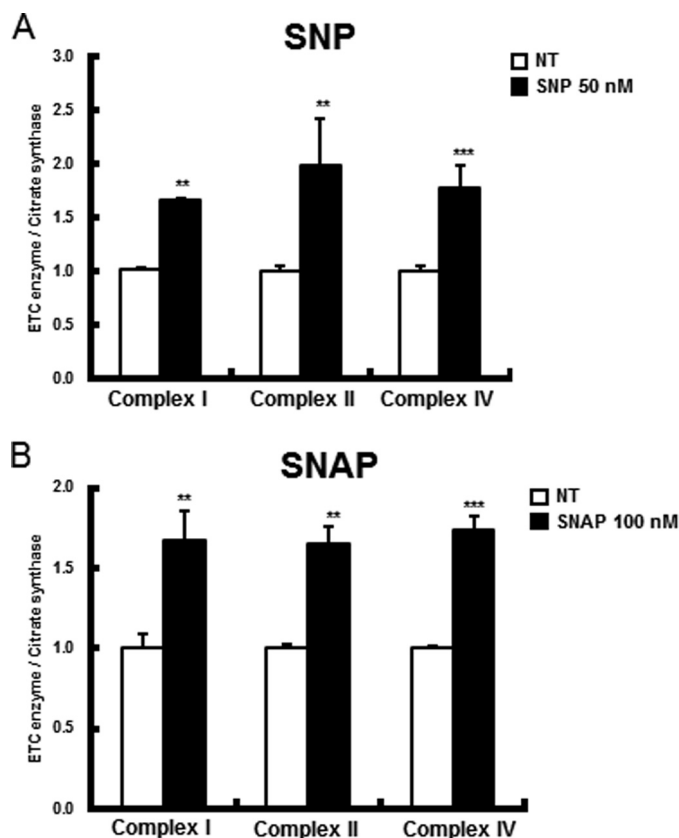 A
SNP
NT
SNP 50 nM
ETC enzyme / Citrate synthase
3.0
2.5
2.0
1.5
1.0
0.5
0.0
**
**
***
Complex I
Complex II
Complex IV
B
SNAP
NT
SNAP 100 nM
ETC enzyme / Citrate synthase
2.0
1.5
1.0
0.5
0.0
**
**
***
Complex I
Complex II
Complex IV